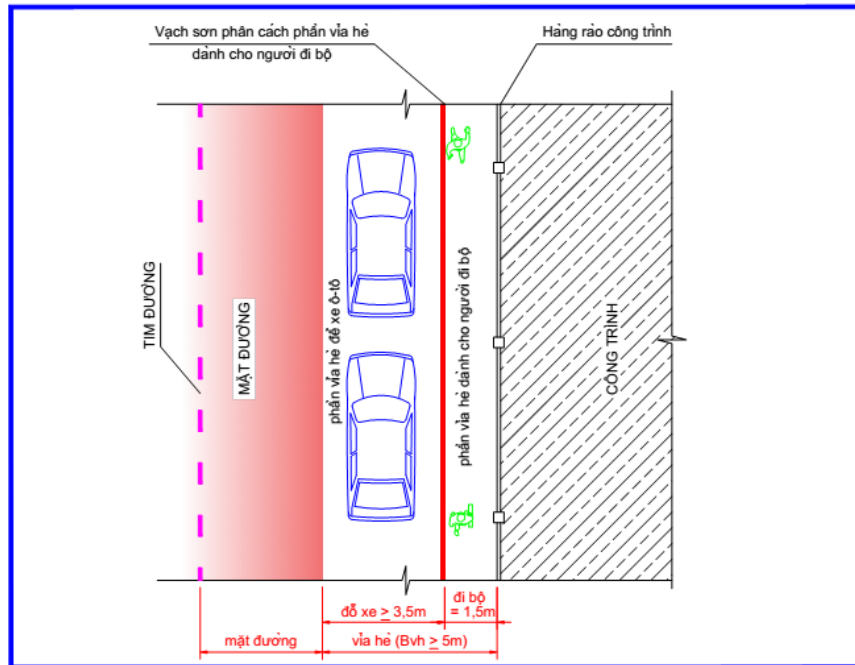 Vạch sơn phân cách phần vỉa hè
dành cho người đi bộ
Hàng rào công trình
TIM ĐƯỜNG
MẶT ĐƯỜNG
phần vỉa hè để xe ô-tô
phần vỉa hè dành cho người đi bộ
CÔNG TRÌNH
đỗ xe ≥ 3,5m
đi bộ
= 1,5m
mặt đường
vỉa hè (Bvh ≥ 5m)